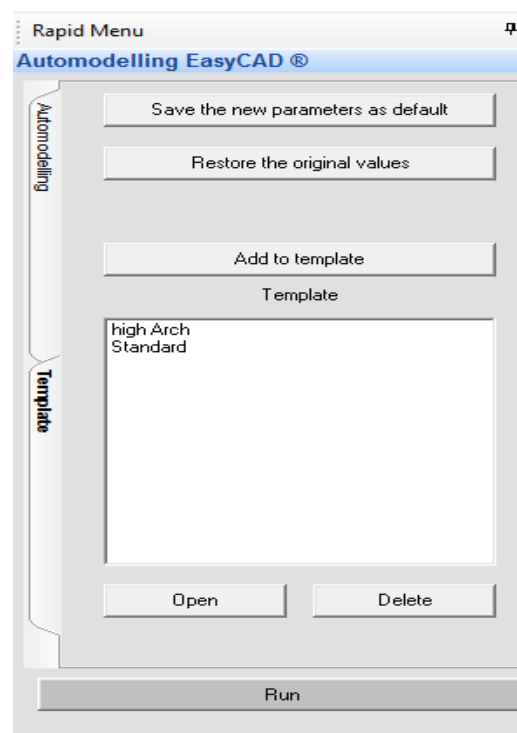 Rapid Menu
Automodelling EasyCAD ®
Automodelling
Save the new parameters as default
Restore the original values
Add to template
Template
high Arch
Standard
Template
Open
Delete
Run